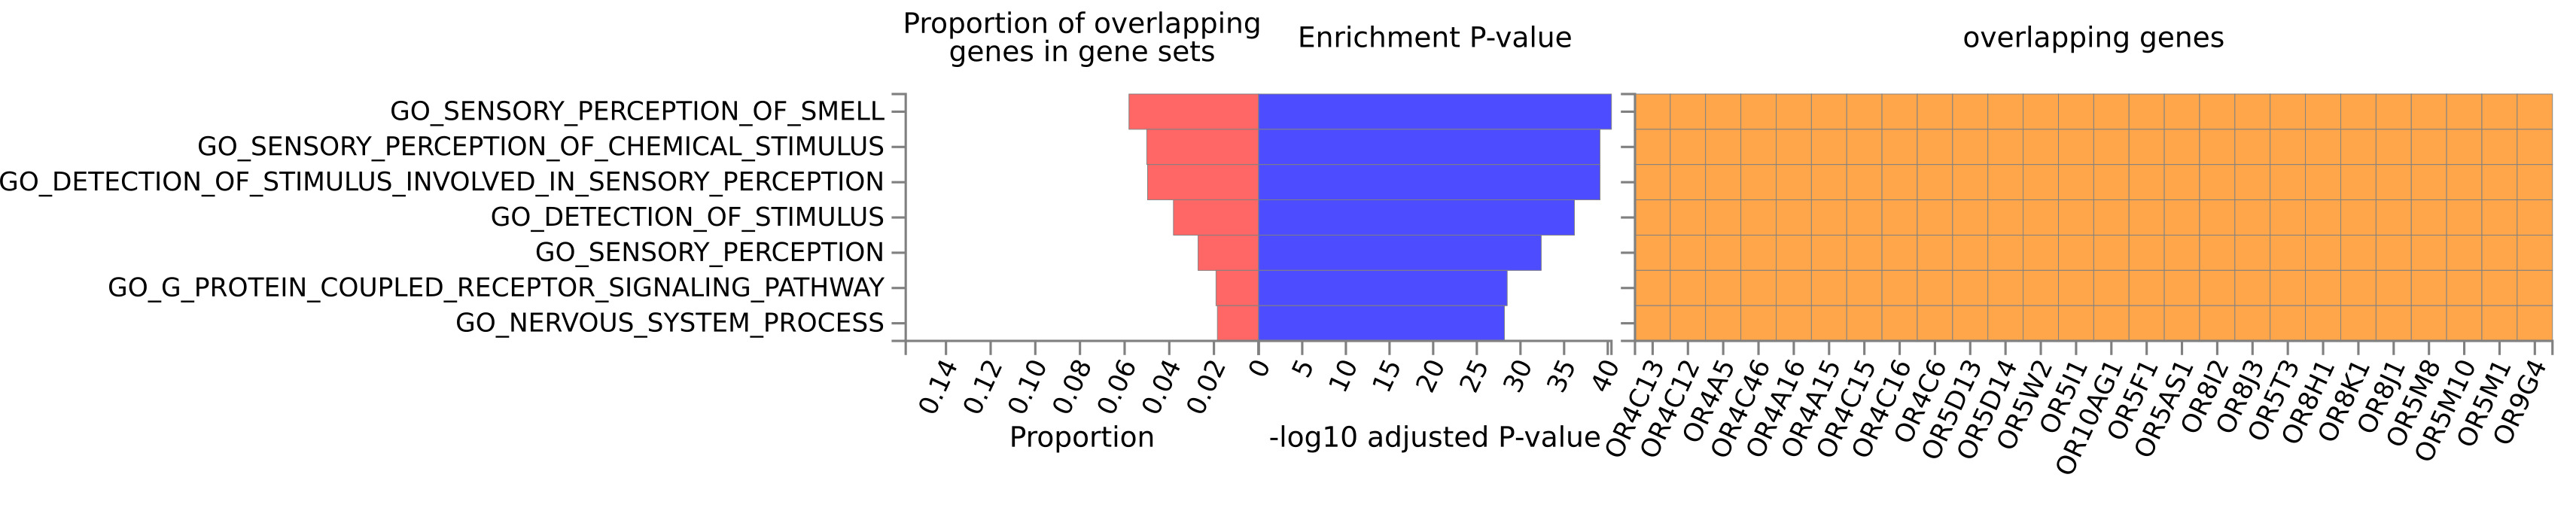 Proportion of overlapping
genes in gene sets
Enrichment P-value
overlapping genes
GO_SENSORY_PERCEPTION_OF_SMELL
GO_SENSORY_PERCEPTION_OF_CHEMICAL_STIMULUS
GO_DETECTION_OF_STIMULUS_INVOLVED_IN_SENSORY_PERCEPTION
GO_DETECTION_OF_STIMULUS
GO_SENSORY_PERCEPTION
GO_G_PROTEIN_COUPLED_RECEPTOR_SIGNALING_PATHWAY
GO_NERVOUS_SYSTEM_PROCESS
0.14
0.12
0.10
0.08
0.06
0.04
0.02
0
5
10
15
20
25
30
35
40
OR4C13
OR4C12
OR4A5
OR4C46
OR4A16
OR4A15
OR4C15
OR4C16
OR4C6
OR5D13
OR5D14
OR5W2
OR5I1
OR10AG1
OR5F1
OR5AS1
OR8I2
OR8J3
OR5T3
OR8H1
OR8K1
OR8J1
OR5M8
OR5M10
OR5M1
OR9G4
Proportion
-log10 adjusted P-value